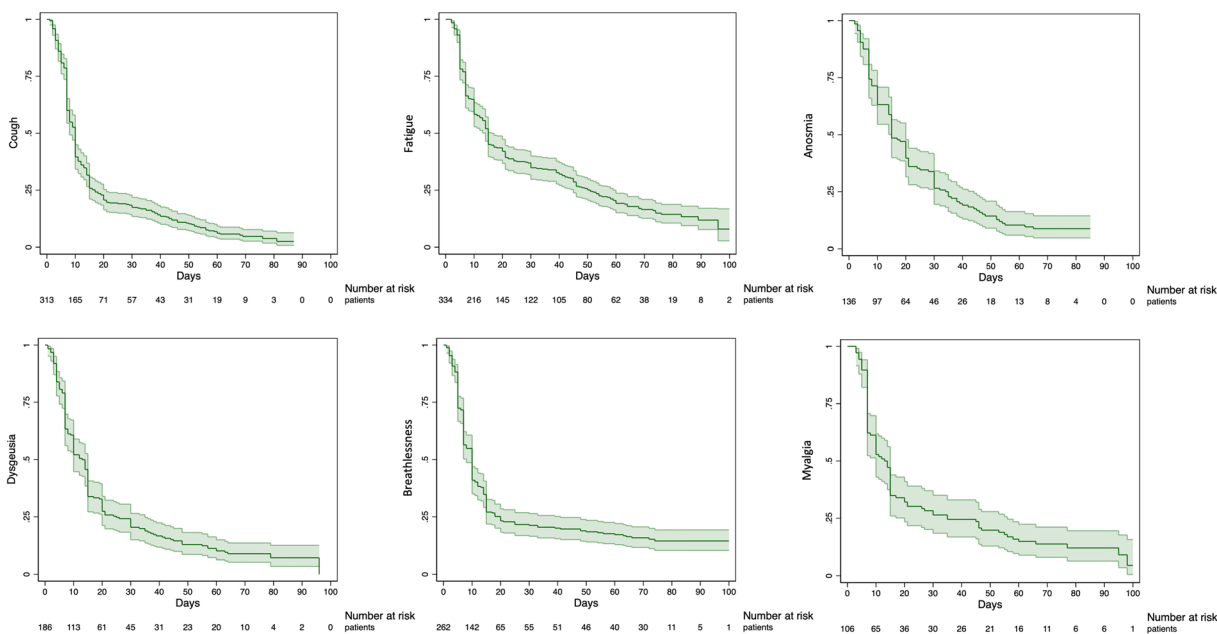 Cough
1
.75
.5
.25
0
0 10 20 30 40 50 60 70 80 90 100
Days
Number at risk
313 165 71 57 43 31 19 9 3 0 0 patients
Fatigue
1
.75
.5
.25
0
0 10 20 30 40 50 60 70 80 90 100
Days
Number at risk
334 216 145 122 105 80 62 38 19 8 2 patients
Anosmia
1
.75
.5
.25
0
0 10 20 30 40 50 60 70 80 90 100
Days
Number at risk
136 97 64 46 26 18 13 8 4 0 0 patients
Dysgeusia
1
.75
.5
.25
0
0 10 20 30 40 50 60 70 80 90 100
Days
Number at risk
186 113 61 45 31 23 20 10 4 2 0 patients
Breathlessness
1
.75
.5
.25
0
0 10 20 30 40 50 60 70 80 90 100
Days
Number at risk
262 142 65 55 51 46 40 30 11 5 1 patients
Myalgia
1
.75
.5
.25
0
0 10 20 30 40 50 60 70 80 90 100
Days
Number at risk
106 65 36 30 26 21 16 11 6 6 1 patients